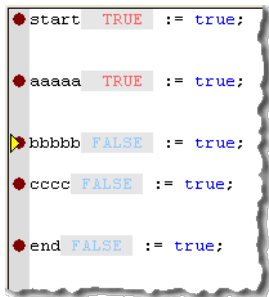 start TRUE := true;
aaaaa TRUE := true;
bbbbb FALSE := true;
cccc FALSE := true;
end FALSE := true;